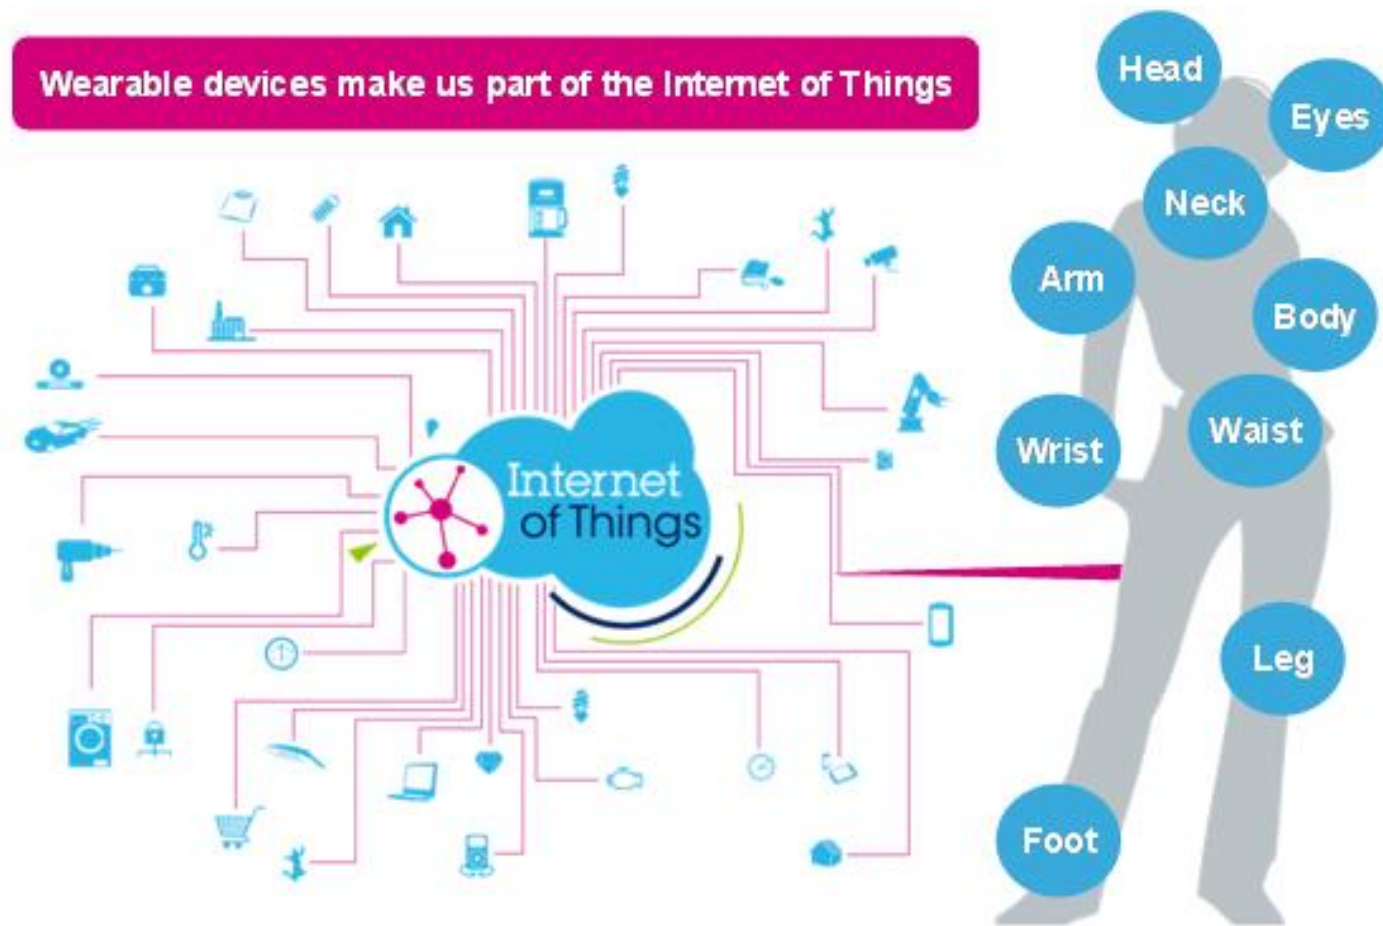 Wearable devices make us part of the Internet of Things
Head
Eyes
Neck
Arm
Body
Wrist
Waist
Internet
of Things
Leg
Foot